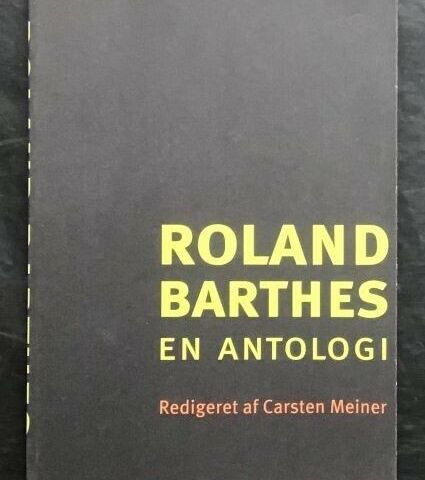 ROLAND
BARTHES
EN ANTOLOGI
Redigeret af Carsten Meiner